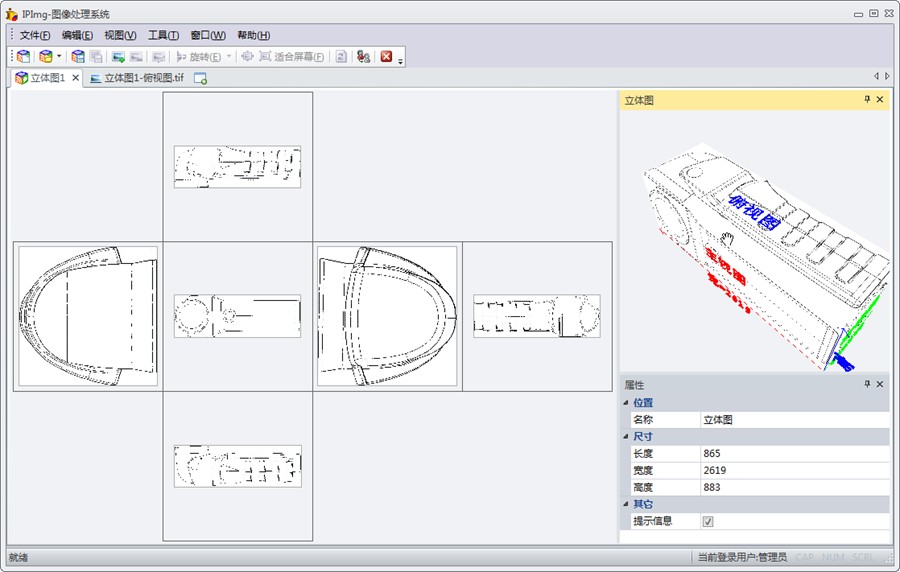 IPImg-图像处理系统
文件(F) 编辑(E) 视图(V) 工具(T) 窗口(W) 帮助(H)
旋转(E) 适合屏幕(F)
立体图1 立体图1-俯视图.tif
立体图
俯视图
主视图
属性
位置
名称 立体图
尺寸
长度 865
宽度 2619
高度 883
其它
提示信息
就绪 当前登录用户:管理员 CAP NUM SCRL